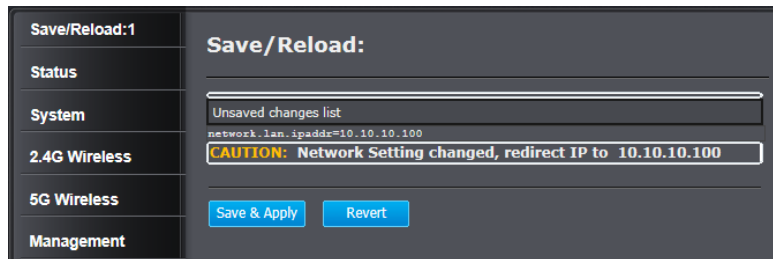 Save/Reload:1
Status
System
2.4G Wireless
5G Wireless
Management
Save/Reload:
Unsaved changes list
network.lan.ipaddr=10.10.10.100
CAUTION: Network Setting changed, redirect IP to 10.10.10.100
Save & Apply
Revert